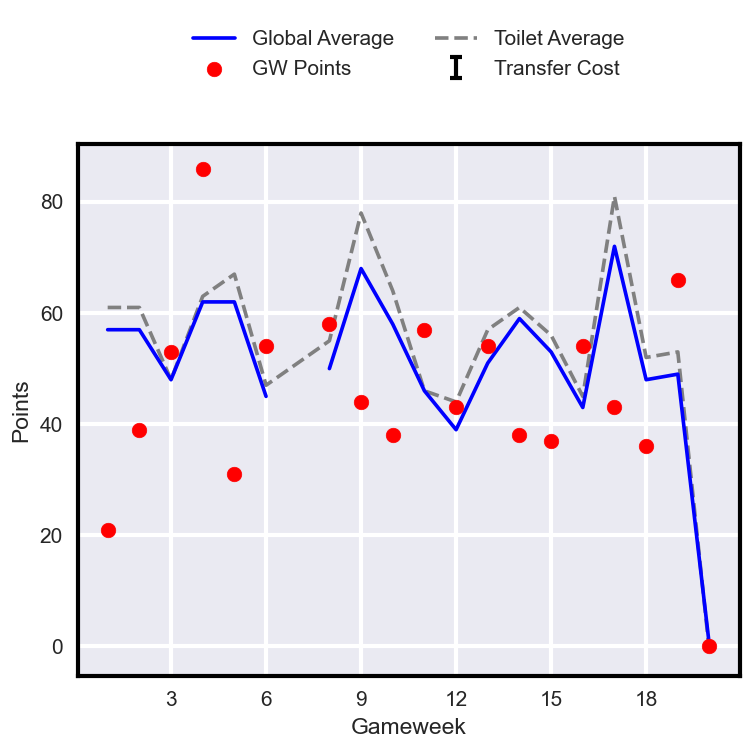 Global Average
Toilet Average
GW Points
Transfer Cost
80
60
40
20
0
Points
3 6 9 12 15 18
Gameweek